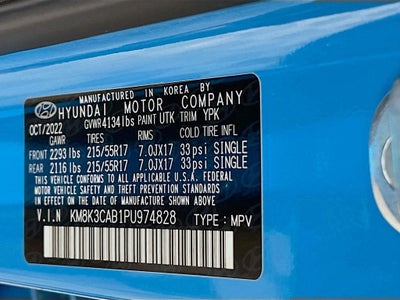 MANUFACTURED IN KOREA BY
HYUNDAI MOTOR COMPANY
OCT/2022 GVWR4134lbs PAINT UTK TRIM YPK
GAWR TIRES RIMS COLD TIRE INFL
FRONT 2293 lbs 215/55R17 7.0JX17 33psi SINGLE
REAR 2116 lbs 215/55R17 7.0JX17 33psi SINGLE
THIS VEHICLE CONFORMS TO ALL APPLICABLE U.S.A. FEDERAL
MOTOR VEHICLE SAFETY, BUMPER, AND THEFT PREVENTION
STANDARDS IN EFFECT ON THE DATE OF MANUFACTURE SHOWN ABOVE.
V.I.N KM8K3CAB1PU974828 TYPE : MPV